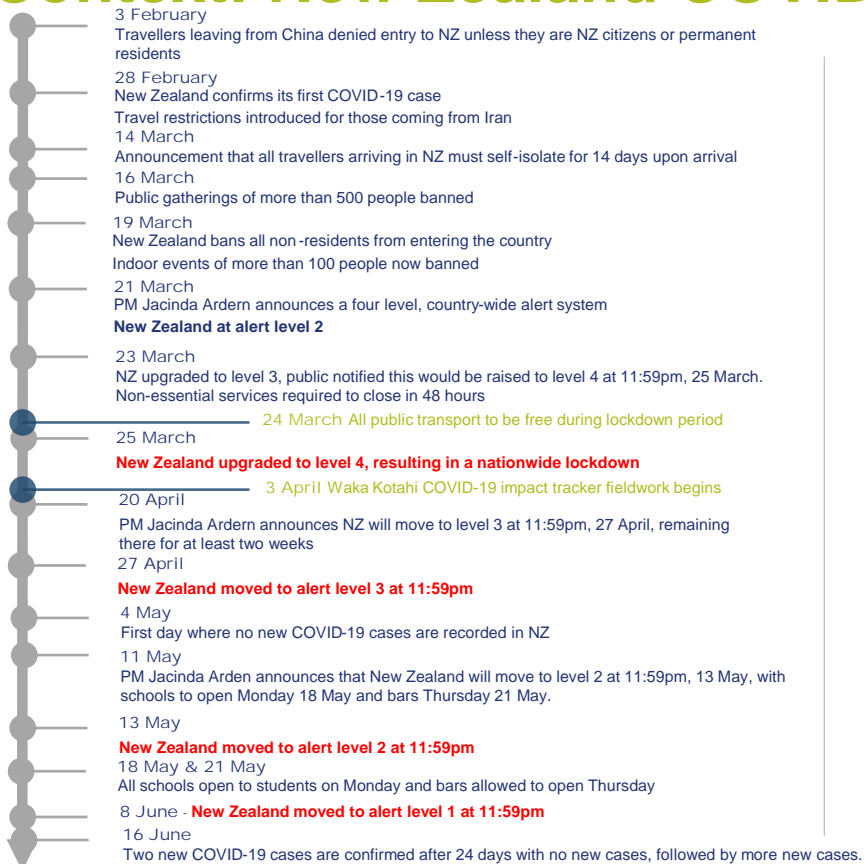 Context: New Zealand COVID
3 February
Travellers leaving from China denied entry to NZ unless they are NZ citizens or permanent
residents
28 February
New Zealand confirms its first COVID-19 case
Travel restrictions introduced for those coming from Iran
14 March
Announcement that all travellers arriving in NZ must self-isolate for 14 days upon arrival
16 March
Public gatherings of more than 500 people banned
19 March
New Zealand bans all non-residents from entering the country
Indoor events of more than 100 people now banned
21 March
PM Jacinda Ardern announces a four level, country-wide alert system
New Zealand at alert level 2
23 March
NZ upgraded to level 3, public notified this would be raised to level 4 at 11:59pm, 25 March.
Non-essential services required to close in 48 hours
24 March All public transport to be free during lockdown period
25 March
New Zealand upgraded to level 4, resulting in a nationwide lockdown
3 April Waka Kotahi COVID-19 impact tracker fieldwork begins
20 April
PM Jacinda Ardern announces NZ will move to level 3 at 11:59pm, 27 April, remaining
there for at least two weeks
27 April
New Zealand moved to alert level 3 at 11:59pm
4 May
First day where no new COVID-19 cases are recorded in NZ
11 May
PM Jacinda Arden announces that New Zealand will move to level 2 at 11:59pm, 13 May, with
schools to open Monday 18 May and bars Thursday 21 May.
13 May
New Zealand moved to alert level 2 at 11:59pm
18 May & 21 May
All schools open to students on Monday and bars allowed to open Thursday
8 June - New Zealand moved to alert level 1 at 11:59pm
16 June
Two new COVID-19 cases are confirmed after 24 days with no new cases, followed by more new cases.